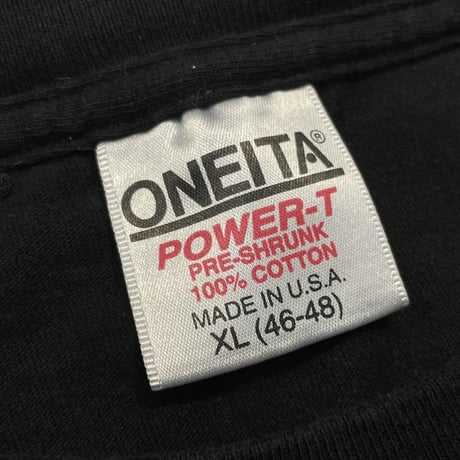 ONEITA®
POWER-T
PRE-SHRUNK
100% COTTON
MADE IN U.S.A.
XL (46-48)